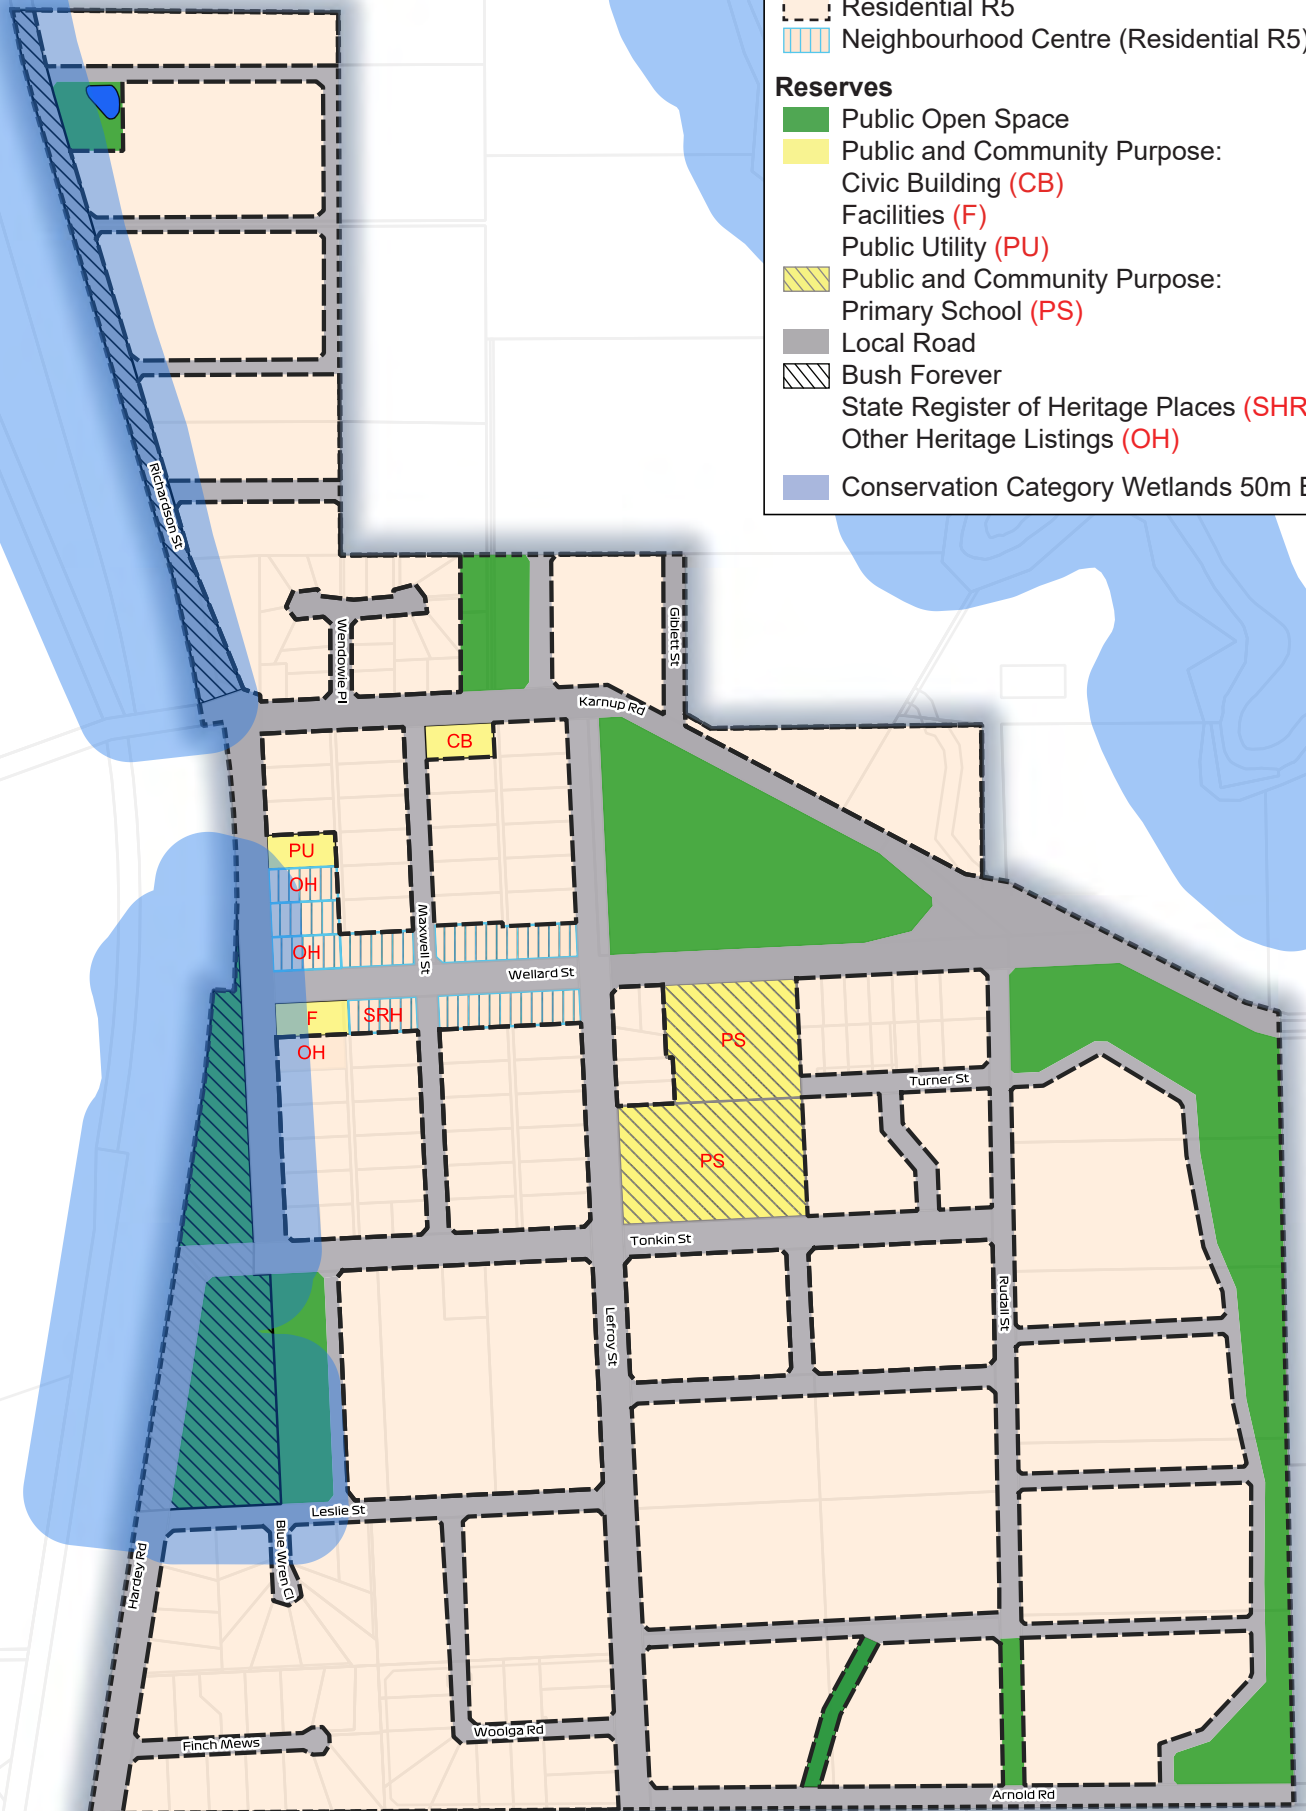 Residential R5
Neighbourhood Centre (Residential R5)
Reserves
Public Open Space
Public and Community Purpose:
Civic Building (CB)
Facilities (F)
Public Utility (PU)
Public and Community Purpose:
Primary School (PS)
Local Road
Bush Forever
State Register of Heritage Places (SHR
Other Heritage Listings (OH)
Conservation Category Wetlands 50m
Richardson St
Wendowie Pl
Giblett St
Karnup Rd
CB
PU
OH
Maxwell St
OH
Wellard St
F
SRH
OH
PS
Turner St
PS
Tonkin St
Lefroy St
Rudall St
Leslie St
Blue Wren Cl
Hardey Rd
Woolga Rd
Finch Mews
Arnold Rd